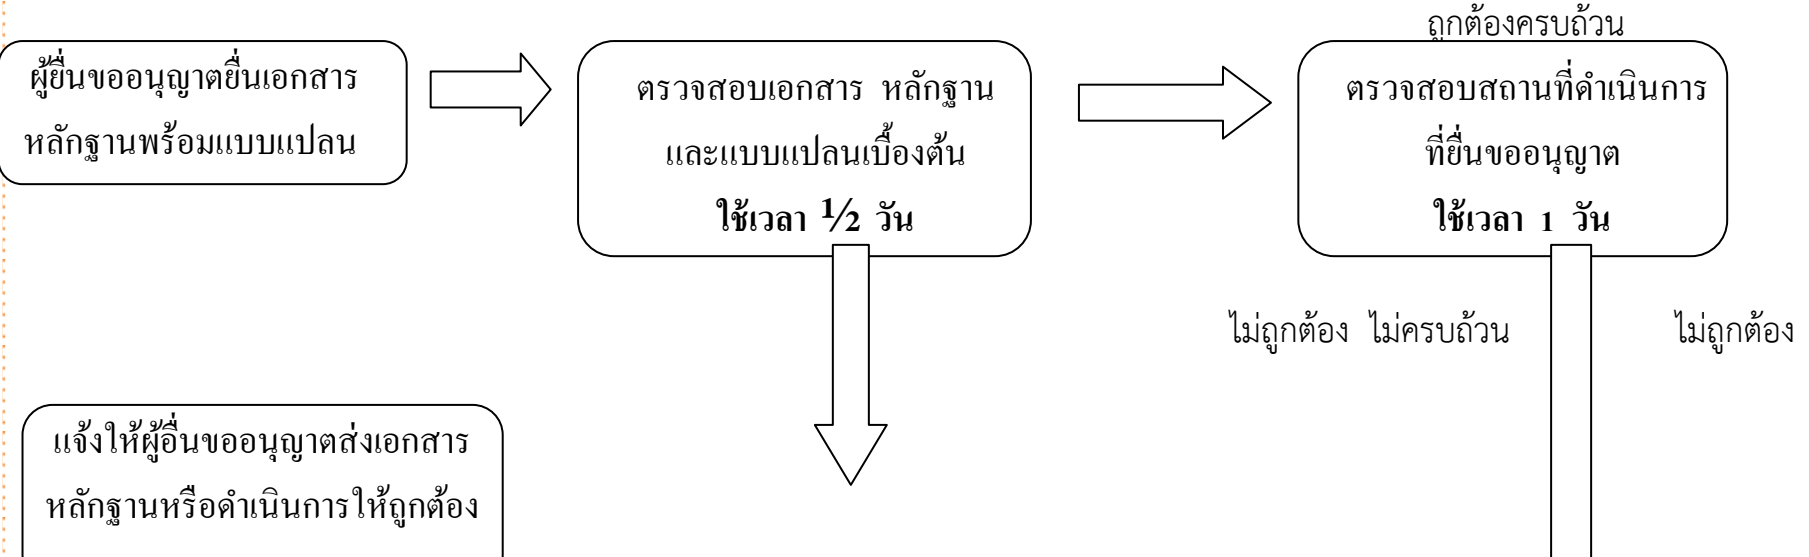 ถูกต้องครบถ้วน
ผู้ยื่นขออนุญาตยื่นเอกสาร
หลักฐานพร้อมแบบแปลน
ตรวจสอบเอกสาร หลักฐาน
และแบบแปลนเบื้องต้น
ใช้เวลา ½ วัน
ตรวจสอบสถานที่ดำเนินการ
ที่ยื่นขออนุญาต
ใช้เวลา 1 วัน
ไม่ถูกต้อง ไม่ครบถ้วน
ไม่ถูกต้อง
แจ้งให้ผู้อื่นขออนุญาตส่งเอกสาร
หลักฐานหรือดำเนินการให้ถูกต้อง